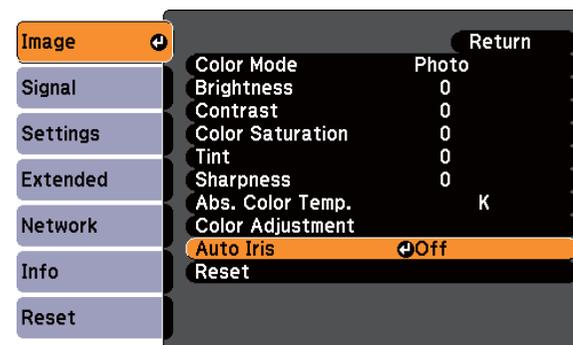 Image
Signal
Settings
Extended
Network
Info
Reset
Return
Color Mode Photo
Brightness 0
Contrast 0
Color Saturation 0
Tint 0
Sharpness 0
Abs. Color Temp. K
Color Adjustment
Auto Iris Off
Reset